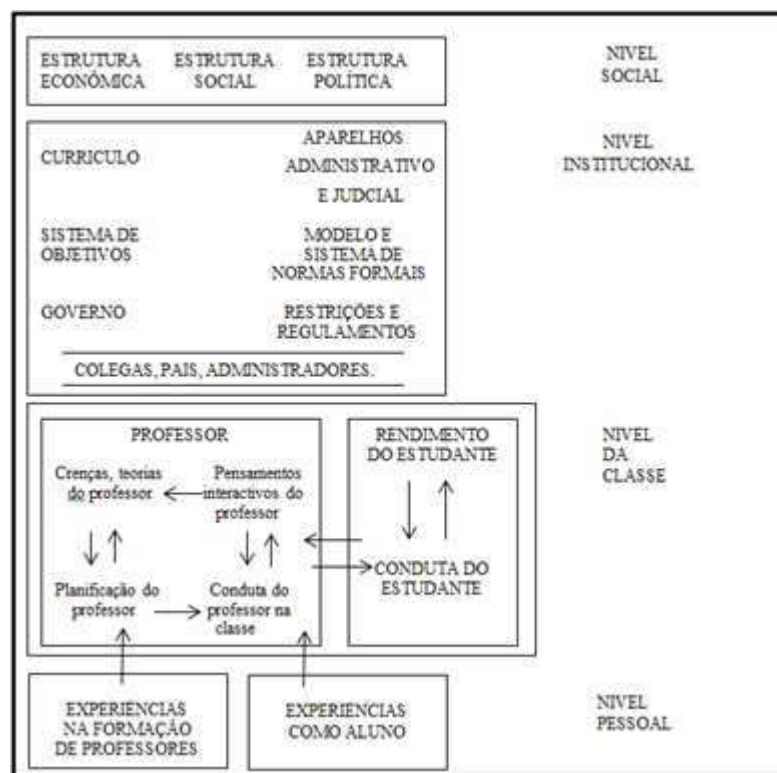 ESTRUTURA ECONÔMICA
ESTRUTURA SOCIAL
ESTRUTURA POLÍTICA
NIVEL
SOCIAL
CURRICULO
APARELHOS
ADMINISTRATIVO
E JUDCIAL
NIVEL
INSTITUCIONAL
SISTEMA DE
OBJETIVOS
MODELO E
SISTEMA DE
NORMAS FORMAIS
GOVERNO
RESTRIÇÕES E
REGULAMENTOS
COLEGAS, PAIS, ADMINISTRADORES.
PROFESSOR
Crenças, teorias
do professor
Pensamentos
interactivos do
professor
Planificação do
professor
Conduta do
professor na
classe
RENDIMENTO
DO ESTUDANTE
CONDUTA DO
ESTUDANTE
NIVEL
DA
CLASSE
EXPERIÊNCIAS
NA FORMAÇÃO
DE PROFESSORES
EXPERIÊNCIAS
COMO ALUNO
NIVEL
PESSOAL